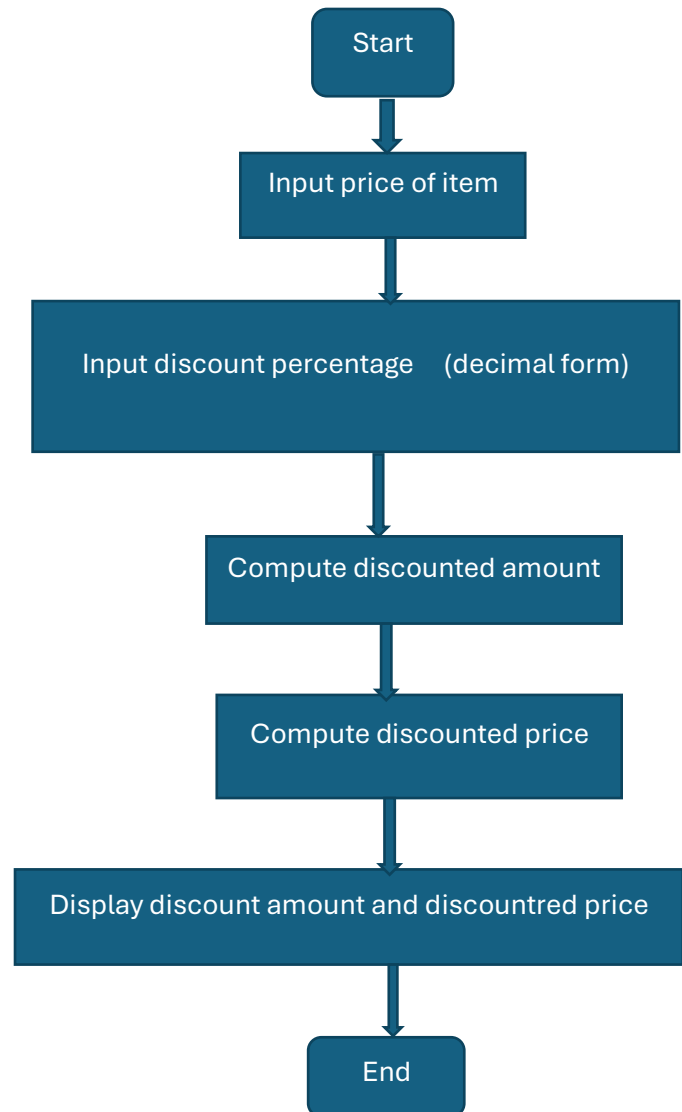 Start
Input price of item
Input discount percentage (decimal form)
Compute discounted amount
Compute discounted price
Display discount amount and discountred price
End